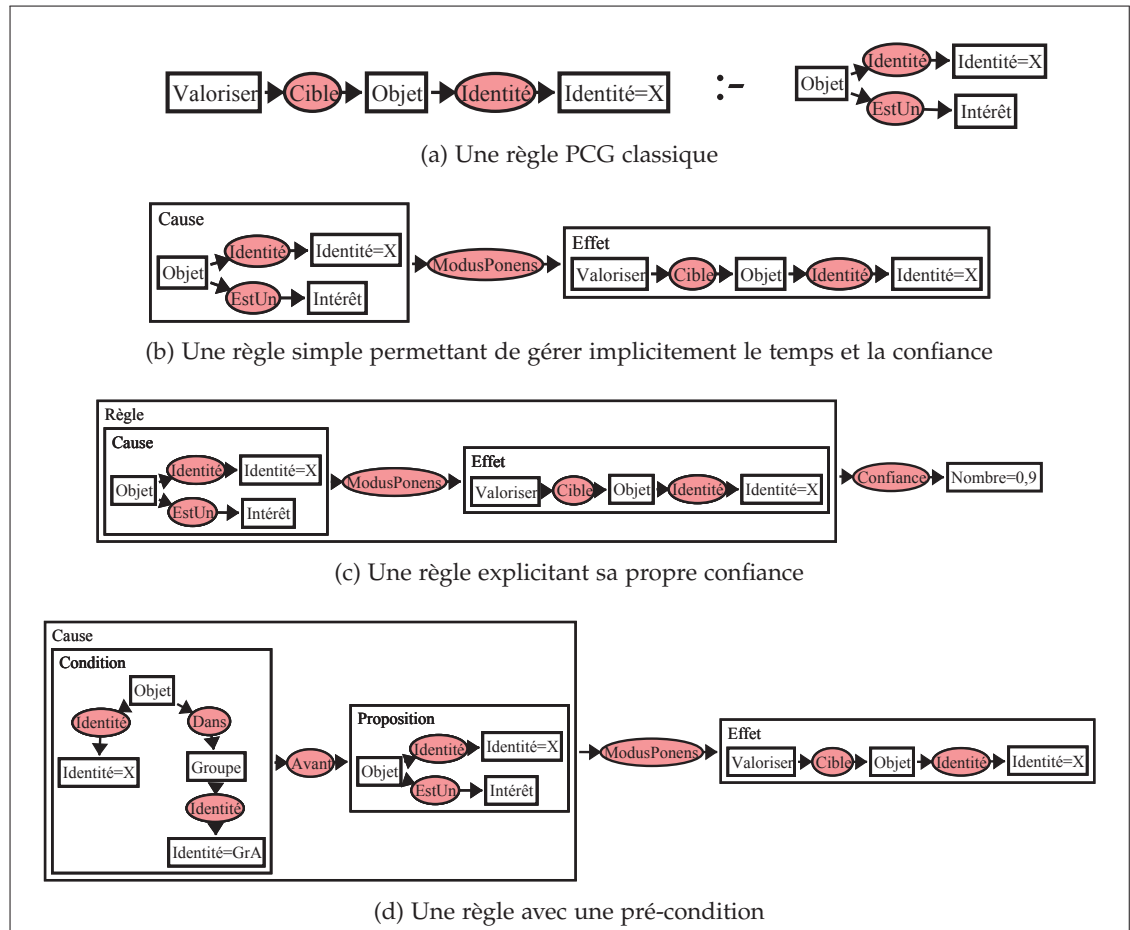 Valoriser Cible Objet Identité Identité=X :- Objet Identité Identité=X EstUn Intérêt
(a) Une règle PCG classique
Cause
Objet Identité Identité=X EstUn Intérêt
ModusPonens
Effet
Valoriser Cible Objet Identité Identité=X
(b) Une règle simple permettant de gérer implicitement le temps et la confiance
Règle
Cause
Objet Identité Identité=X EstUn Intérêt
ModusPonens
Effet
Valoriser Cible Objet Identité Identité=X
Confiance Nombre=0,9
(c) Une règle explicitant sa propre confiance
Cause
Condition
Objet
Identité Dans
Identité=X Groupe
Identité
Identité=GrA
Avant
Proposition
Objet Identité Identité=X EstUn Intérêt
ModusPonens
Effet
Valoriser Cible Objet Identité Identité=X
(d) Une règle avec une pré-condition